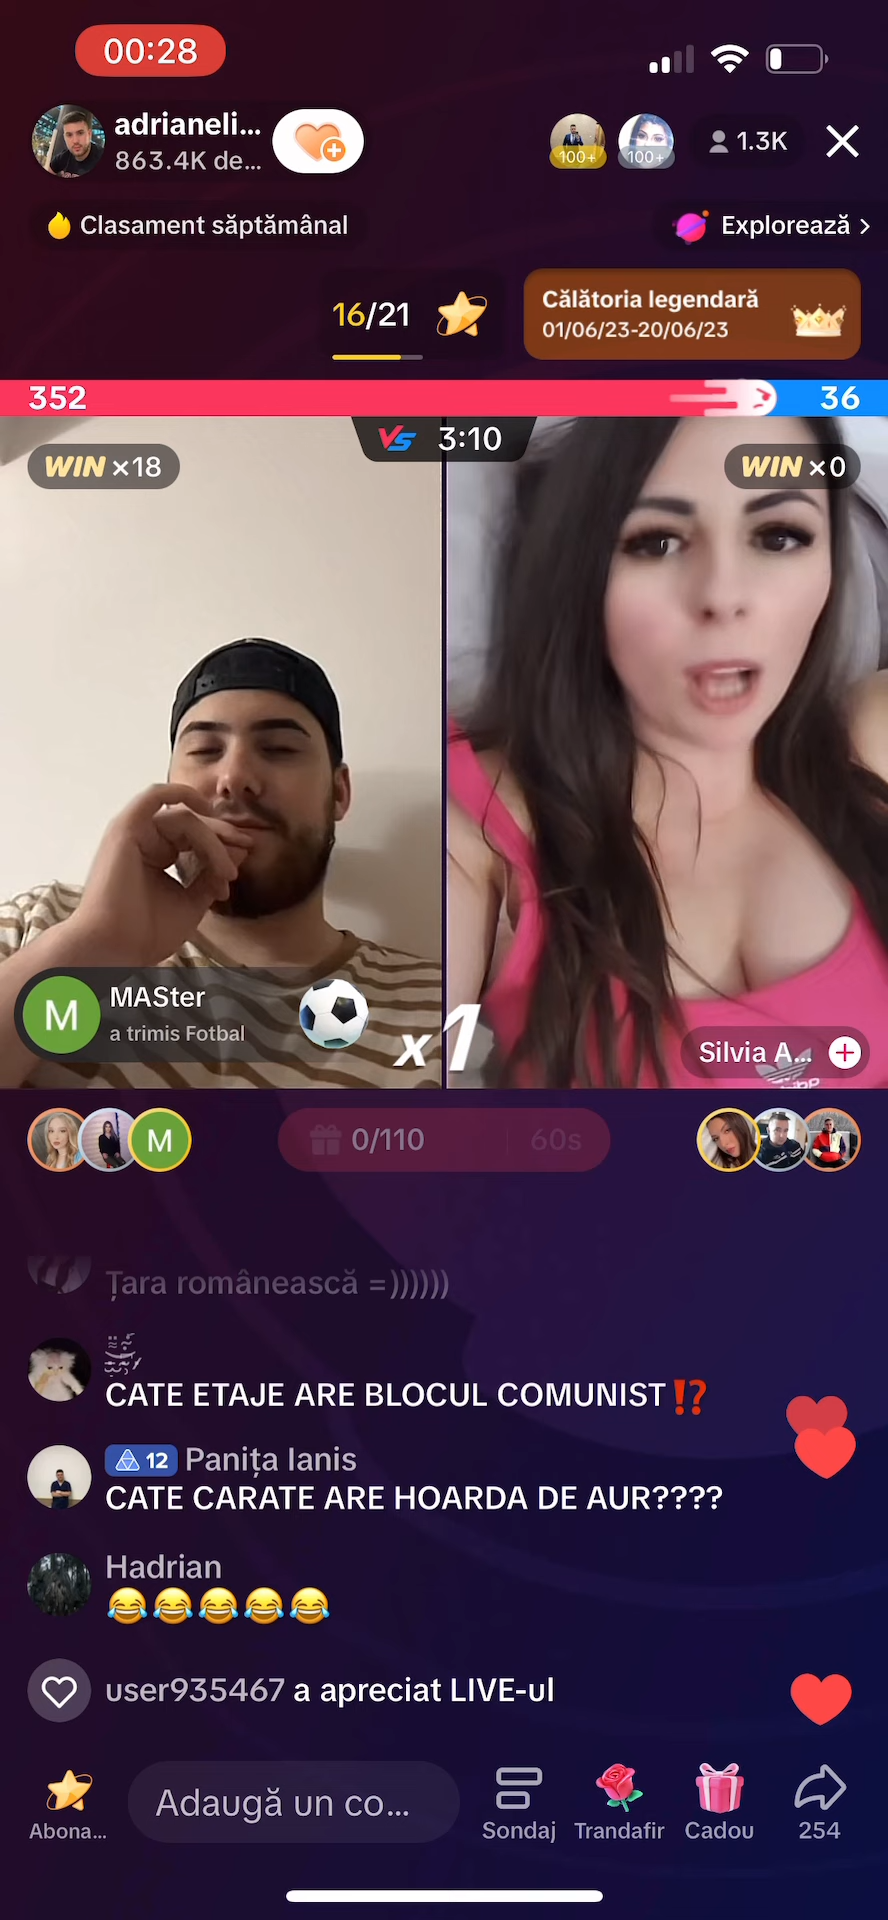 00:28
adrianeli...
863.4K de...
100+
100+
1.3K
Clasament săptămânal
Explorează >
16/21
Călătoria legendară
01/06/23-20/06/23
352
36
VS 3:10
WIN x18
WIN x0
M
MASter
a trimis Fotbal
x1
Silvia A...
M
0/110
60s
Țara românească =))))))
CATE ETAJE ARE BLOCUL COMUNIST⁉️
12 Panița Ianis
CATE CARATE ARE HOARDA DE AUR????
Hadrian
😂😂😂😂😂
user935467 a apreciat LIVE-ul
Adaugă un co...
Abona...
Sondaj
Trandafir
Cadou
254